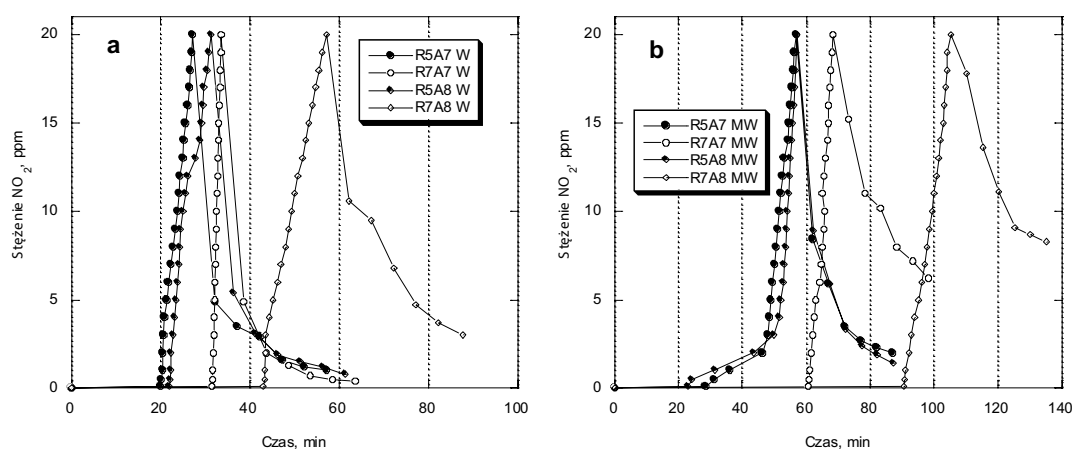 a
R5A7 W
R7A7 W
R5A8 W
R7A8 W
20
15
10
5
0
Stężenie NO2, ppm
0
20
40
60
80
100
Czas, min
b
R5A7 MW
R7A7 MW
R5A8 MW
R7A8 MW
20
15
10
5
0
Stężenie NO2, ppm
0
20
40
60
80
100
120
140
Czas, min